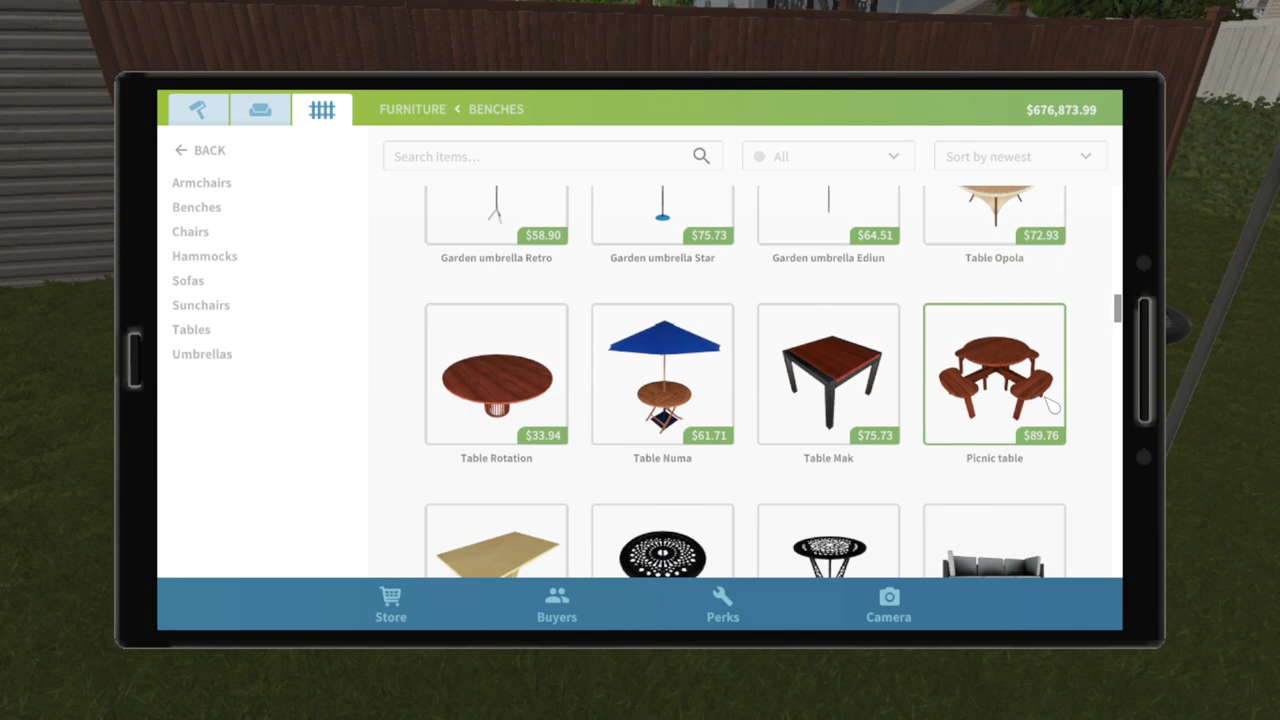 FURNITURE < BENCHES
$676,873.99
BACK
Search items...
All
Sort by newest
Armchairs
Benches
Chairs
Hammocks
Sofas
Sunchairs
Tables
Umbrellas
$58.90
$75.73
$64.51
$72.93
Garden umbrella Retro
Garden umbrella Star
Garden umbrella Ediun
Table Opola
$33.94
$61.71
$75.73
$89.76
Table Rotation
Table Numa
Table Mak
Picnic table
Store
Buyers
Perks
Camera